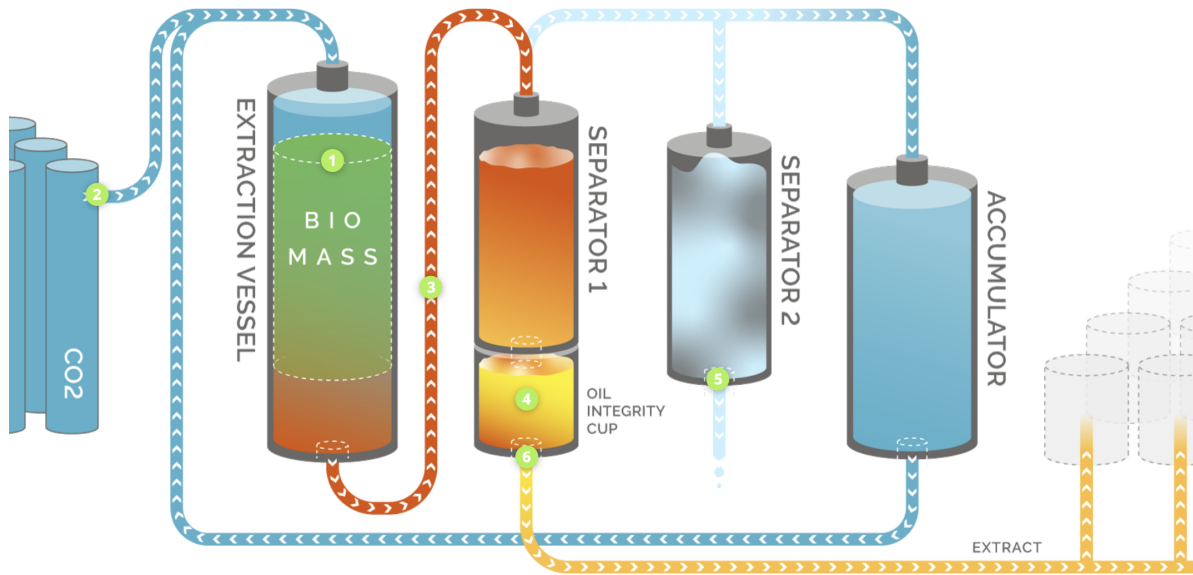 EXTRACTION VESSEL
1
BIO
MASS
2
CO2
3
SEPARATOR 1
4
OIL
INTEGRITY
CUP
6
SEPARATOR 2
5
ACCUMULATOR
EXTRACT